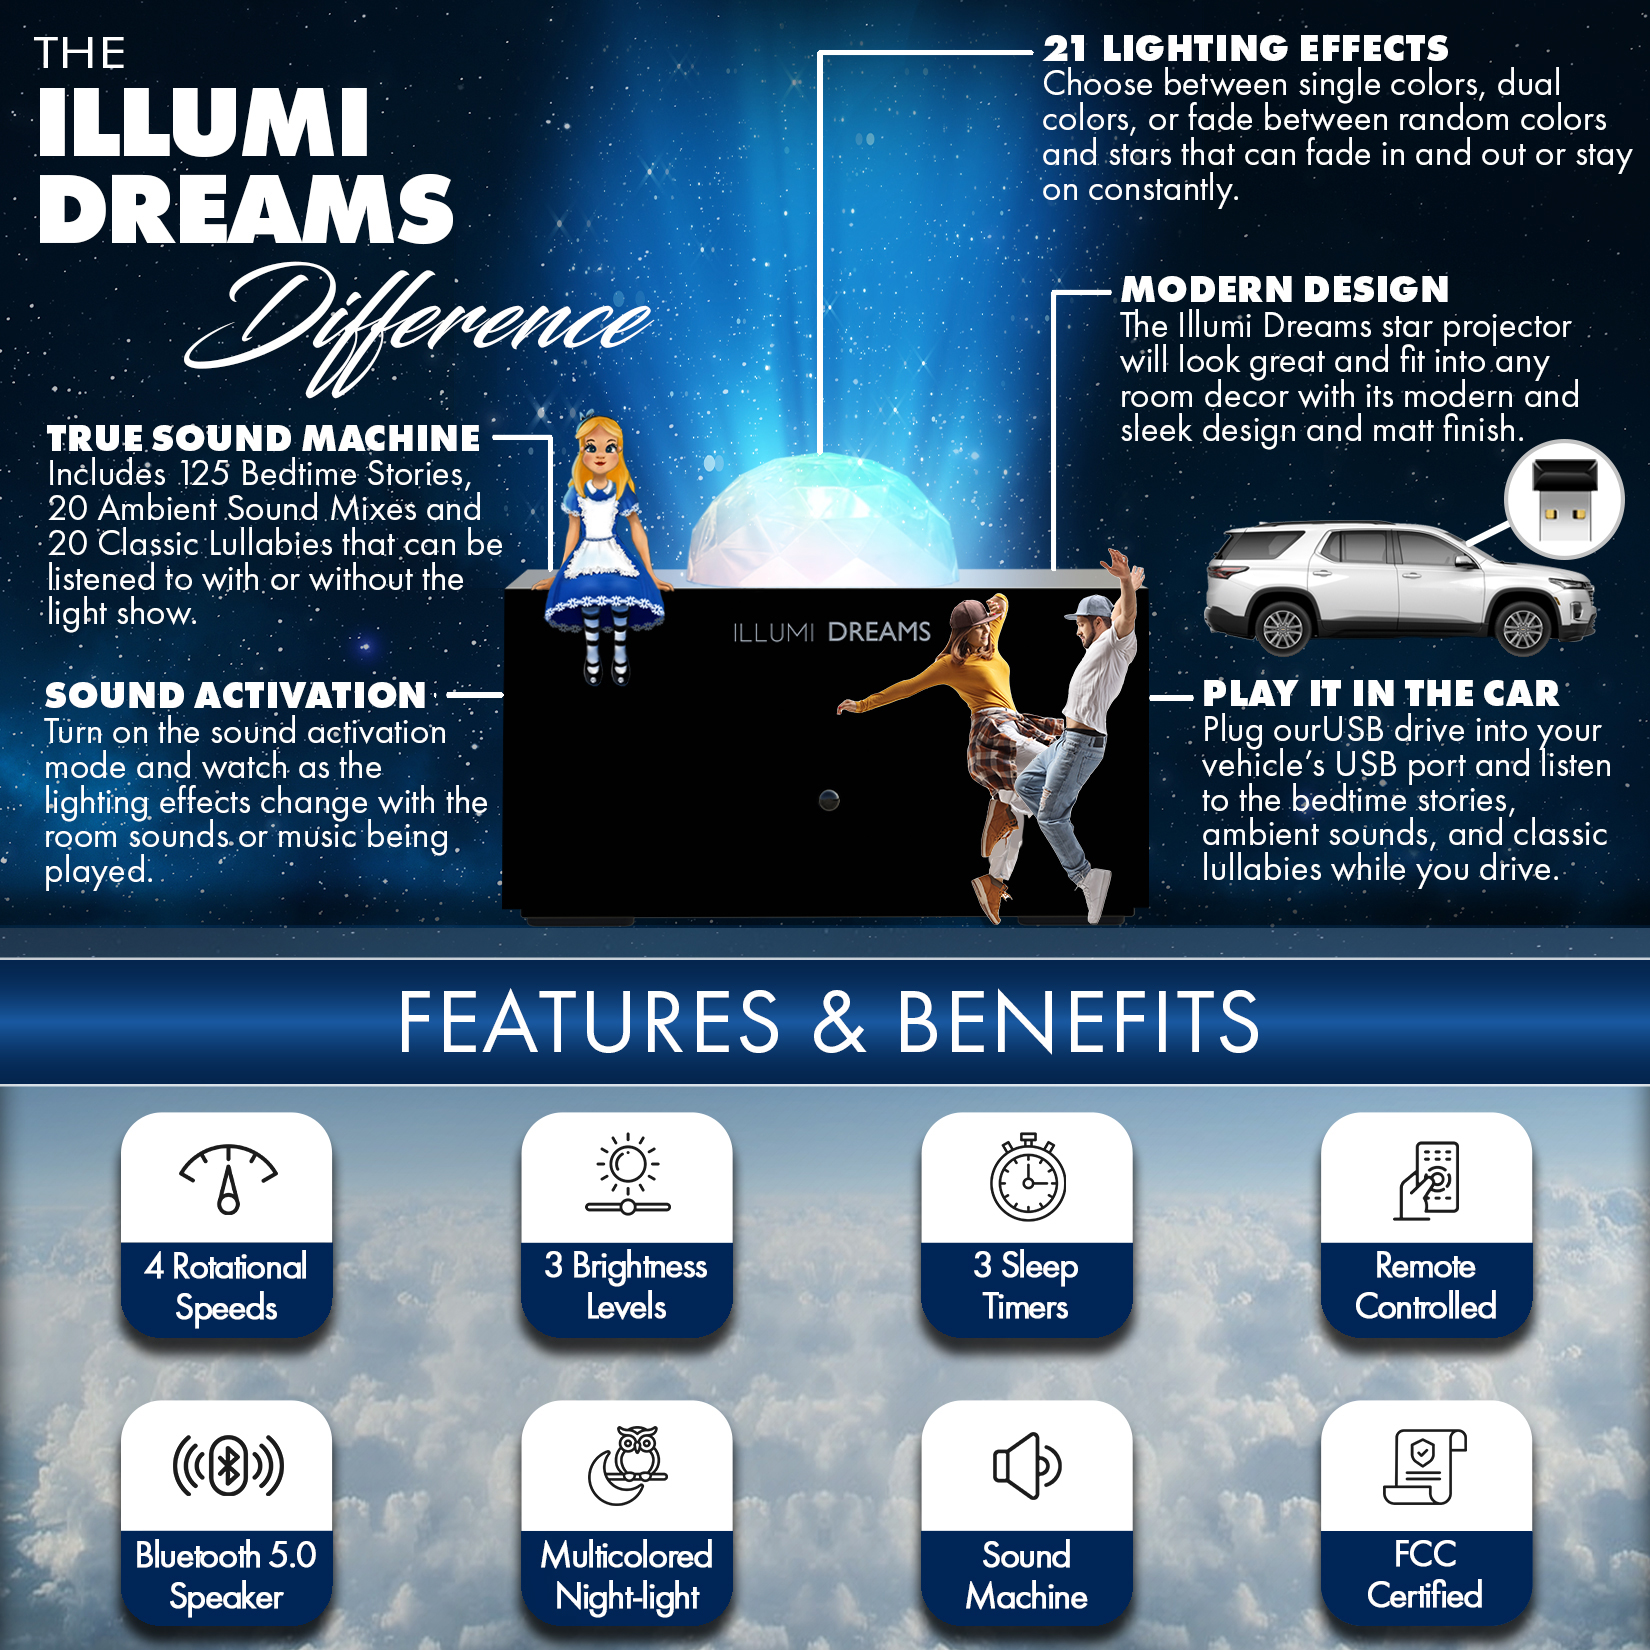 THE
ILLUMI
DREAMS
Difference
21 LIGHTING EFFECTS
Choose between single colors, dual
colors, or fade between random colors
and stars that can fade in and out or stay
on constantly.
MODERN DESIGN
The Illumi Dreams star projector
will look great and fit into any
room decor with its modern and
sleek design and matt finish.
TRUE SOUND MACHINE
Includes 125 Bedtime Stories,
20 Ambient Sound Mixes and
20 Classic Lullabies that can be
listened to with or without the
light show.
ILLUMI DREAMS
SOUND ACTIVATION
Turn on the sound activation
mode and watch as the
lighting effects change with the
room sounds or music being
played.
PLAY IT IN THE CAR
Plug ourUSB drive into your
vehicle's USB port and listen
to the bedtime stories,
ambient sounds, and classic
lullabies while you drive.
FEATURES & BENEFITS
4 Rotational
Speeds
3 Brightness
Levels
3 Sleep
Timers
Remote
Controlled
Bluetooth 5.0
Speaker
Multicolored
Night-light
Sound
Machine
FCC
Certified